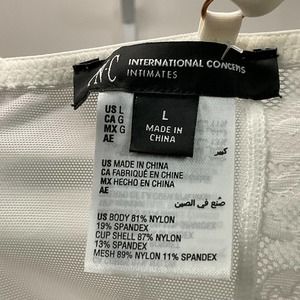 INC INTERNATIONAL CONCEPTS
INTIMATES
L
MADE IN
CHINA
US L
CA G
MX G
AE كبير
US MADE IN CHINA
CA FABRIQUÉ EN CHINE
MX HECHO EN CHINA
AE صنع في الصين
US BODY 81% NYLON
19% SPANDEX
CUP SHELL 87% NYLON
13% SPANDEX
MESH 89% NYLON 11% SPANDEX